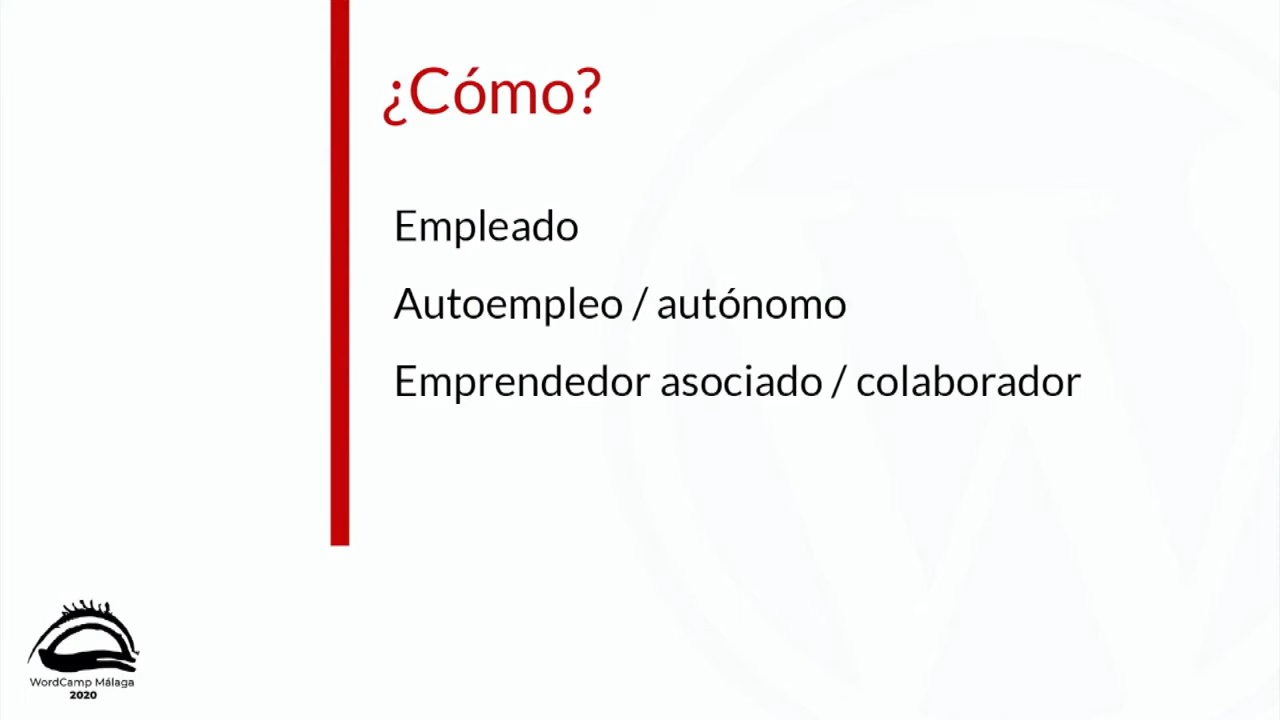 ¿Cómo?
Empleado
Autoempleo / autónomo
Emprendedor asociado / colaborador
WordCamp Málaga
2020